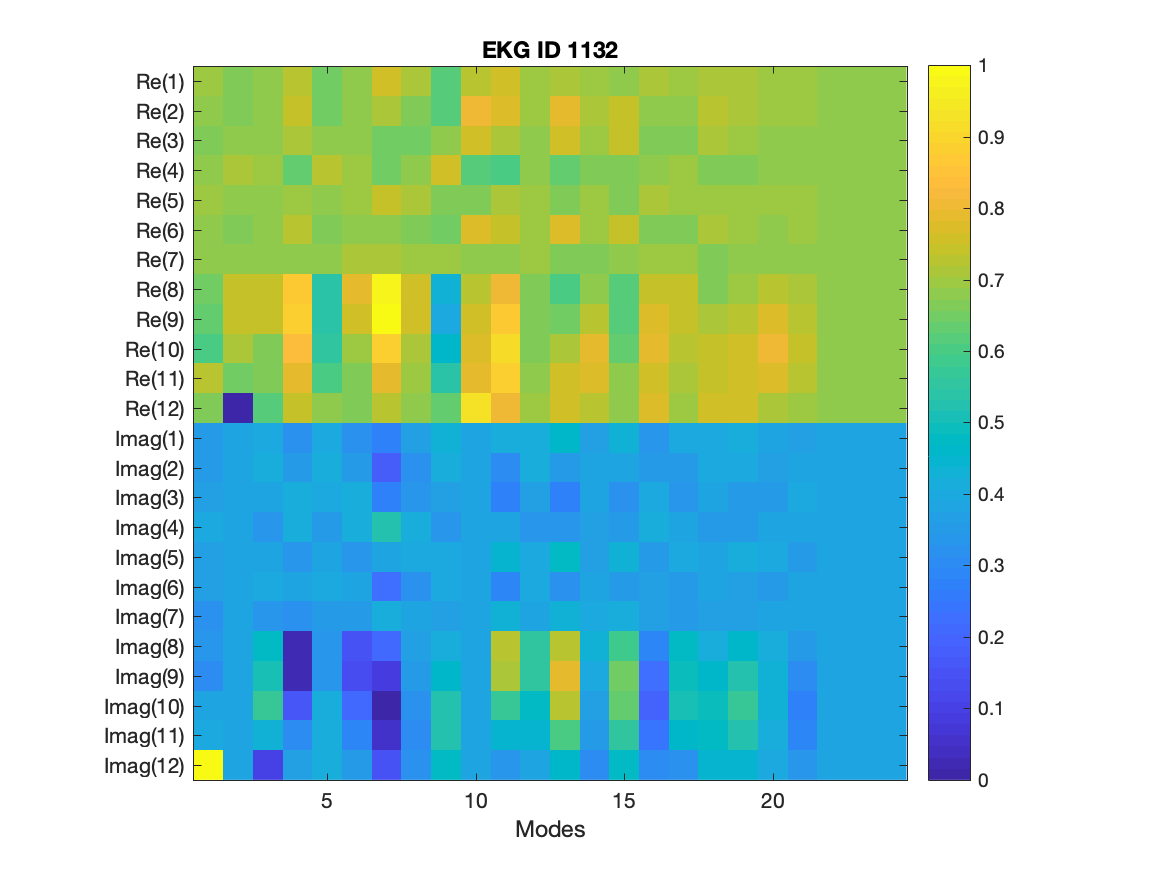 EKG ID 1132
Re(1)
Re(2)
Re(3)
Re(4)
Re(5)
Re(6)
Re(7)
Re(8)
Re(9)
Re(10)
Re(11)
Re(12)
Imag(1)
Imag(2)
Imag(3)
Imag(4)
Imag(5)
Imag(6)
Imag(7)
Imag(8)
Imag(9)
Imag(10)
Imag(11)
Imag(12)
5 10 15 20
Modes
1
0.9
0.8
0.7
0.6
0.5
0.4
0.3
0.2
0.1
0